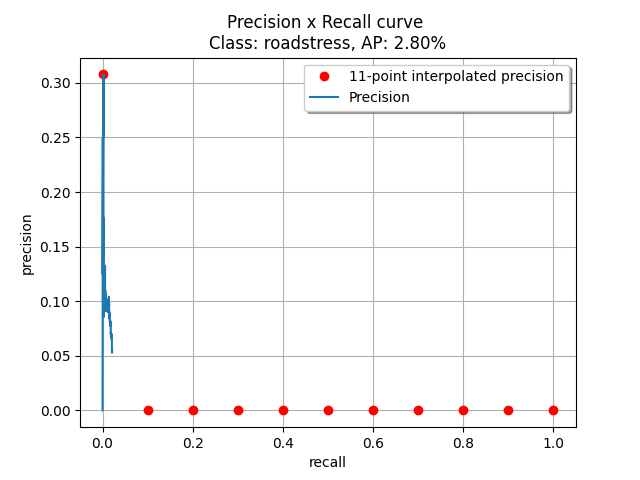 Precision x Recall curve
Class: roadstress, AP: 2.80%
11-point interpolated precision
Precision
0.30
0.25
0.20
0.15
0.10
0.05
0.00
precision
0.0 0.2 0.4 0.6 0.8 1.0
recall